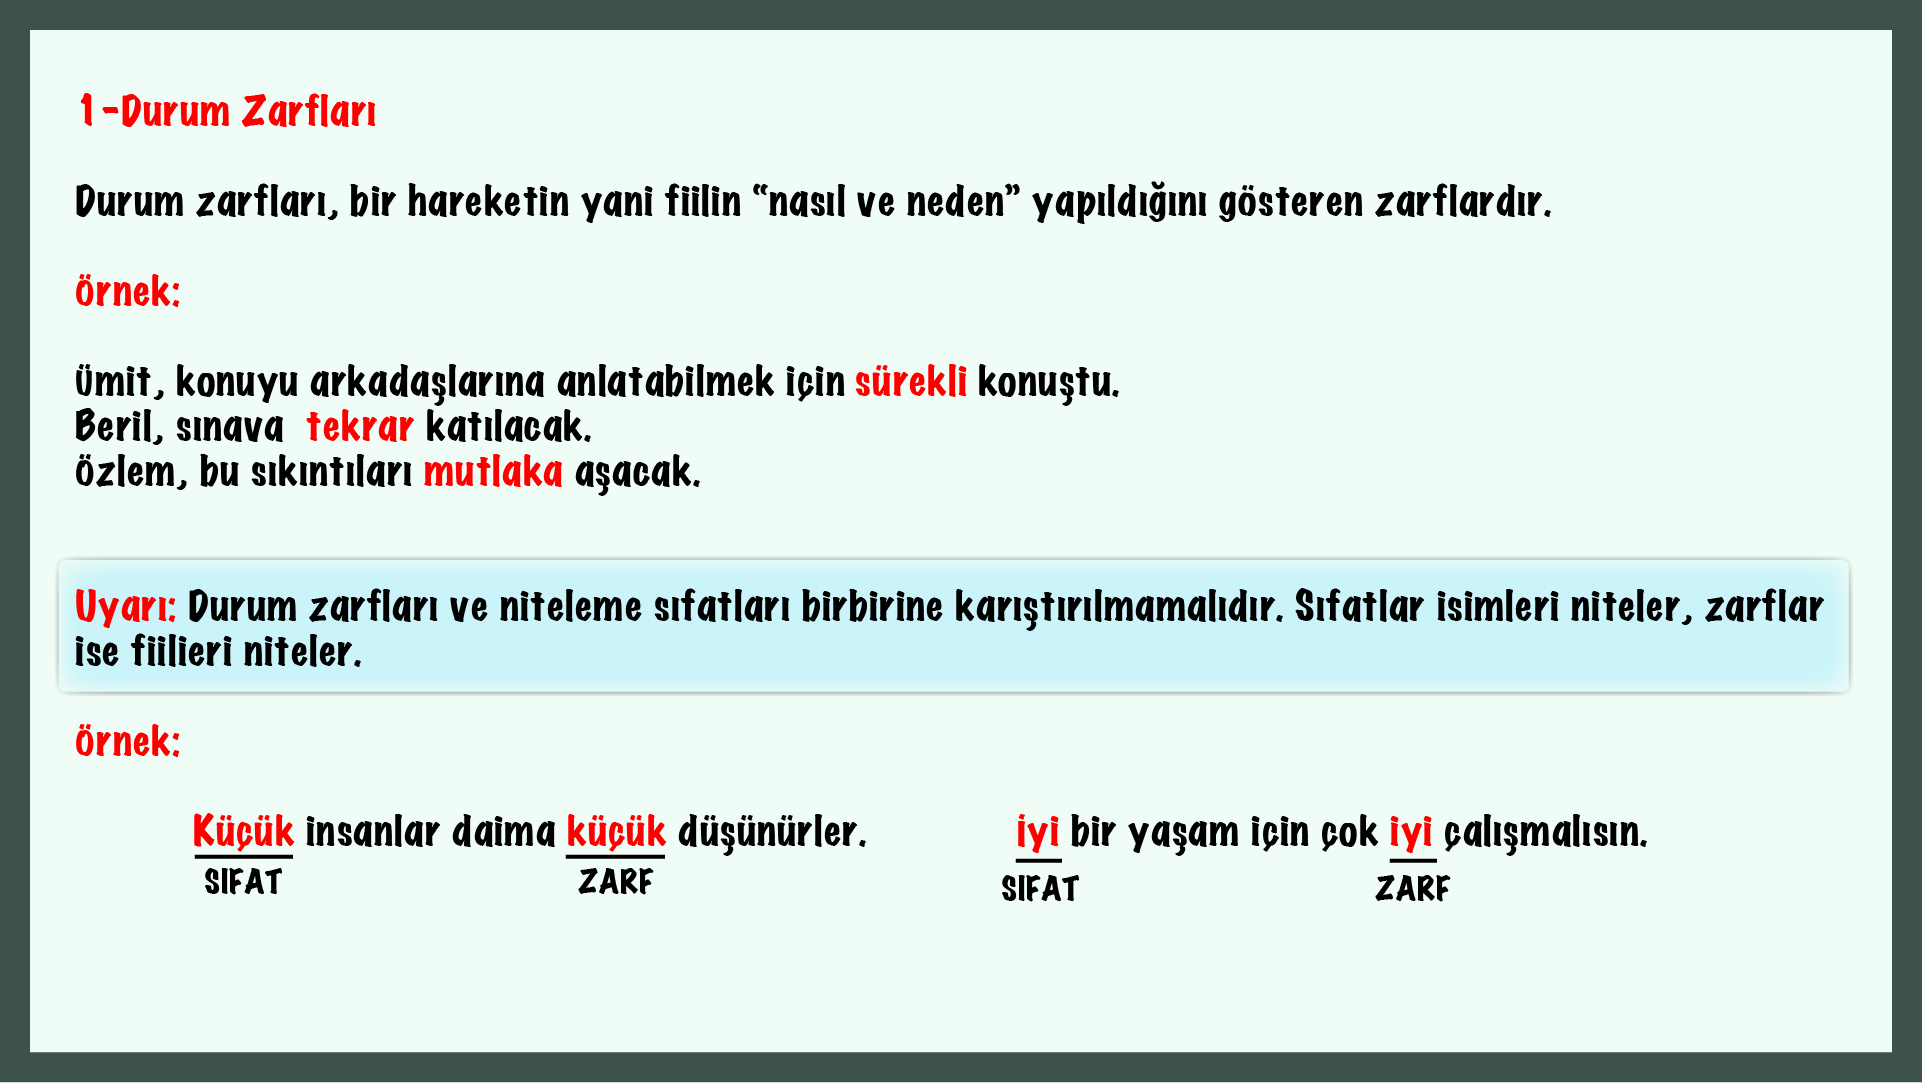 1-Durum Zarfları
Durum zarfları, bir hareketin yani fiilin “nasıl ve neden” yapıldığını gösteren zarflardır.
örnek:
ümit, konuyu arkadaşlarına anlatabilmek için sürekli konuştu.
Beril, sınava tekrar katılacak.
özlem, bu sıkıntıları mutlaka aşacak.
Uyarı: Durum zarfları ve niteleme sıfatları birbirine karıştırılmamalıdır. Sıfatlar isimleri niteler, zarflar
ise fiilieri niteler.
örnek:
Küçük insanlar daima küçük düşünürler.
SIFAT ZARF
İyi bir yaşam için çok iyi çalışmalısın.
SIFAT ZARF